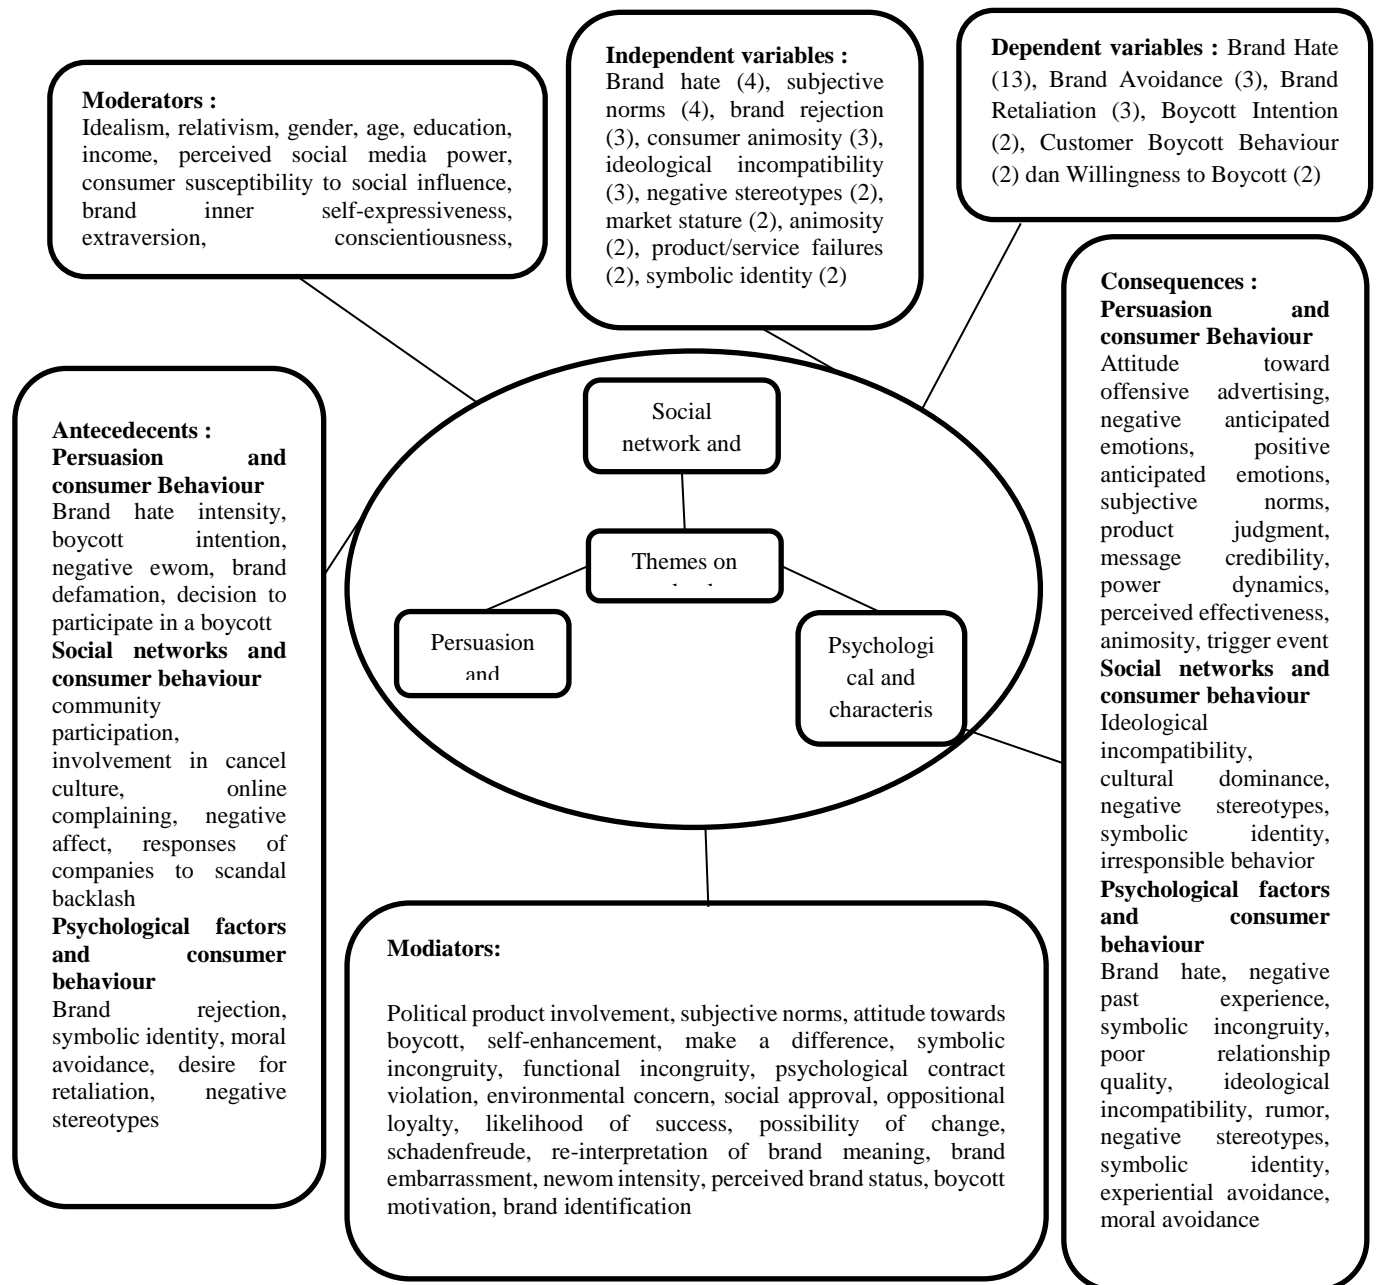 Moderators :
Idealism, relativism, gender, age, education,
income, perceived social media power,
consumer susceptibility to social influence,
brand inner self-expressiveness,
extraversion, conscientiousness,
Independent variables :
Brand hate (4), subjective
norms (4), brand rejection
(3), consumer animosity (3),
ideological incompatibility
(3), negative stereotypes (2),
market stature (2), animosity
(2), product/service failures
(2), symbolic identity (2)
Dependent variables : Brand Hate
(13), Brand Avoidance (3), Brand
Retaliation (3), Boycott Intention
(2), Customer Boycott Behaviour
(2) dan Willingness to Boycott (2)
Antecedecents :
Persuasion and
consumer Behaviour
Brand hate intensity,
boycott intention,
negative ewom, brand
defamation, decision to
participate in a boycott
Social networks and
consumer behaviour
community
participation,
involvement in cancel
culture, online
complaining, negative
affect, responses of
companies to scandal
backlash
Psychological factors
and consumer
behaviour
Brand rejection,
symbolic identity, moral
avoidance, desire for
retaliation, negative
stereotypes
Social
network and
Themes on
Persuasion
and
Psychologi
cal and
characteris
Consequences :
Persuasion and
consumer Behaviour
Attitude toward
offensive advertising,
negative anticipated
emotions, positive
anticipated emotions,
subjective norms,
product judgment,
message credibility,
power dynamics,
perceived effectiveness,
animosity, trigger event
Social networks and
consumer behaviour
Ideological
incompatibility,
cultural dominance,
negative stereotypes,
symbolic identity,
irresponsible behavior
Psychological factors
and consumer
behaviour
Brand hate, negative
past experience,
symbolic incongruity,
poor relationship
quality, ideological
incompatibility, rumor,
negative stereotypes,
symbolic identity,
experiential avoidance,
moral avoidance
Modiators:
Political product involvement, subjective norms, attitude towards
boycott, self-enhancement, make a difference, symbolic
incongruity, functional incongruity, psychological contract
violation, environmental concern, social approval, oppositional
loyalty, likelihood of success, possibility of change,
schadenfreude, re-interpretation of brand meaning, brand
embarrassment, newom intensity, perceived brand status, boycott
motivation, brand identification